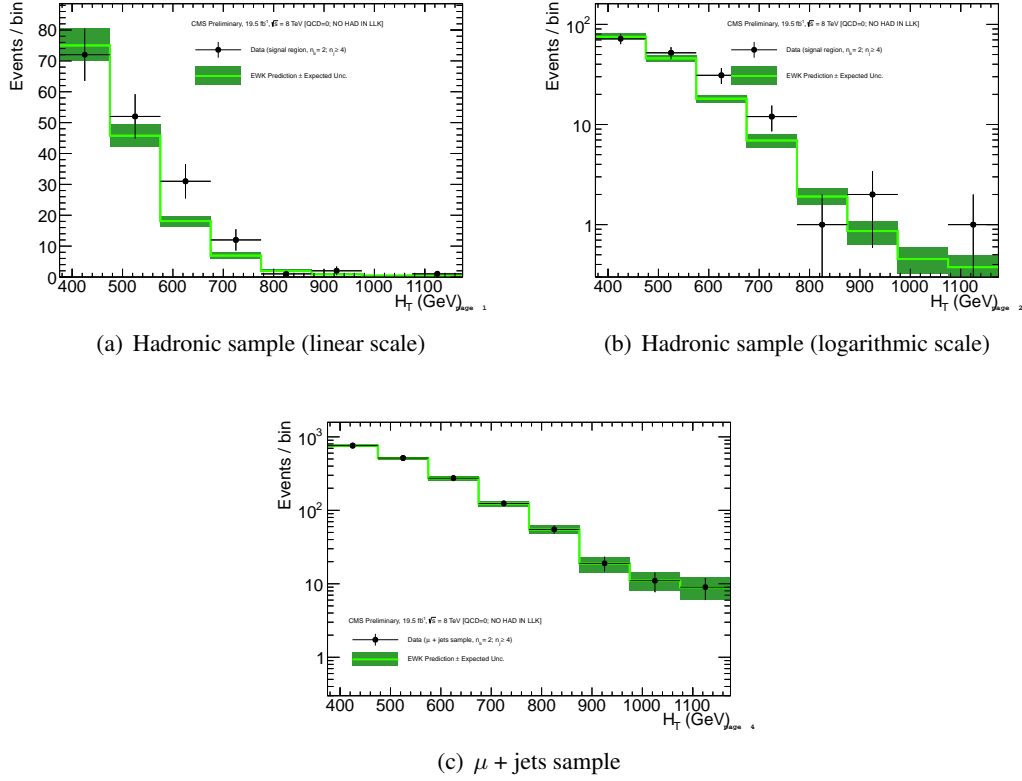 CMS Preliminary, 19.5 fb⁻¹, √s = 8 TeV [QCD=0; NO HAD IN LLK]
Data (signal region, n_b = 2; n_j ≥ 4)
EWK Prediction ± Expected Unc.
Events / bin
80
70
60
50
40
30
20
10
0
400 500 600 700 800 900 1000 1100
H_T (GeV)
page 1
(a) Hadronic sample (linear scale)
CMS Preliminary, 19.5 fb⁻¹, √s = 8 TeV [QCD=0; NO HAD IN LLK]
Data (signal region, n_b = 2; n_j ≥ 4)
EWK Prediction ± Expected Unc.
Events / bin
10²
10
1
400 500 600 700 800 900 1000 1100
H_T (GeV)
page 2
(b) Hadronic sample (logarithmic scale)
Events / bin
10³
10²
10
1
CMS Preliminary, 19.5 fb⁻¹, √s = 8 TeV [QCD=0; NO HAD IN LLK]
Data (μ + jets sample, n_b = 2; n_j ≥ 4)
EWK Prediction ± Expected Unc.
400 500 600 700 800 900 1000 1100
H_T (GeV)
page 4
(c) μ + jets sample